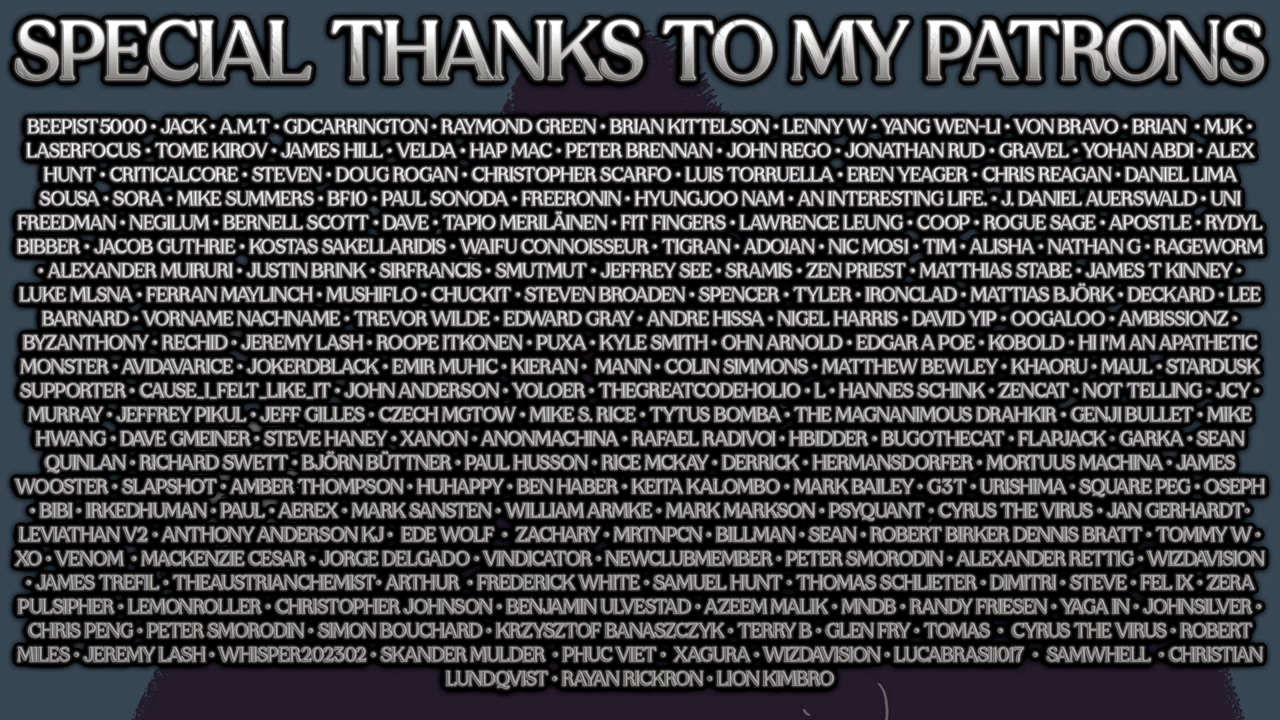 SPECIAL THANKS TO MY PATRONS
BEEPIST5000 • JACK • A.M.T • GDCARRINGTON • RAYMOND GREEN • BRIAN KITTELSON • LENNY W • YANG WEN-LI • VON BRAVO • BRIAN • MJK •
LASERFOCUS • TOME KIROV • JAMES HILL • VELDA • HAP MAC • PETER BRENNAN • JOHN REGO • JONATHAN RUD • GRAVEL • YOHAN ABDI • ALEX
HUNT • CRITICALCORE • STEVEN • DOUG ROGAN • CHRISTOPHER SCARFO • LUIS TORRUELLA • EREN YEAGER • CHRIS REAGAN • DANIEL LIMA
SOUSA • SORA • MIKE SUMMERS • BF10 • PAUL SONODA • FREERONIN • HYUNGJOO NAM • AN INTERESTING LIFE. • J. DANIEL AUERSWALD • UNI
FREEDMAN • NEGILUM • BERNELL SCOTT • DAVE • TAPIO MERILÄINEN • FIT FINGERS • LAWRENCE LEUNG • COOP • ROGUE SAGE • APOSTLE • RYDYL
BIBBER • JACOB GUTHRIE • KOSTAS SAKELLARIDIS • WAIFU CONNOISSEUR • TIGRAN • ADOIAN • NIC MOSI • TIM • ALISHA • NATHAN G • RAGEWORM
• ALEXANDER MUIRURI • JUSTIN BRINK • SIRFRANCIS • SMUTMUT • JEFFREY SEE • SRAMIS • ZEN PRIEST • MATTHIAS STABE • JAMES T KINNEY •
LUKE MLSNA • FERRAN MAYLINCH • MUSHIFLO • CHUCKIT • STEVEN BROADEN • SPENCER • TYLER • IRONCLAD • MATTIAS BJÖRK • DECKARD • LEE
BARNARD • VORNAME NACHNAME • TREVOR WILDE • EDWARD GRAY • ANDRE HISSA • NIGEL HARRIS • DAVID YIP • OOGALOO • AMBISSIONZ •
BYZANTHONY • RECHID • JEREMY LASH • ROOPE ITKONEN • PUXA • KYLE SMITH • OHN ARNOLD • EDGAR A POE • KOBOLD • HI I'M AN APATHETIC
MONSTER • AVIDAVARICE • JOKERDBLACK • EMIR MUHIC • KIERAN • MANN • COLIN SIMMONS • MATTHEW BEWLEY • KHAORU • MAUL • STARDUSK
SUPPORTER • CAUSE_I_FELT_LIKE_IT • JOHN ANDERSON • YOLOER • THEGREATCODEHOLIO • L • HANNES SCHINK • ZENCAT • NOT TELLING • JCY •
MURRAY • JEFFREY PIKUL • JEFF GILLES • CZECH MGTOW • MIKE S. RICE • TYTUS BOMBA • THE MAGNANIMOUS DRAHKIR • GENJI BULLET • MIKE
HWANG • DAVE GMEINER • STEVE HANEY • XANON • ANONMACHINA • RAFAEL RADIVOI • HBIDDER • BUGOTHECAT • FLAPJACK • GARKA • SEAN
QUINLAN • RICHARD SWETT • BJÖRN BÜTTNER • PAUL HUSSON • RICE MCKAY • DERRICK • HERMANSDORFER • MORTUUS MACHINA • JAMES
WOOSTER • SLAPSHOT • AMBER THOMPSON • HUHAPPY • BEN HABER • KEITA KALOMBO • MARK BAILEY • G3T • URISHIMA • SQUARE PEG • OSEPH
• BIBI • IRKEDHUMAN • PAUL • AEREX • MARK SANSTEN • WILLIAM ARMKE • MARK MARKSON • PSYQUANT • CYRUS THE VIRUS • JAN GERHARDT•
LEVIATHAN V2 • ANTHONY ANDERSON KJ • EDE WOLF • ZACHARY • MRTNPCN • BILLMAN • SEAN • ROBERT BIRKER DENNIS BRATT • TOMMY W •
XO • VENOM • MACKENZIE CESAR • JORGE DELGADO • VINDICATOR • NEWCLUBMEMBER • PETER SMORODIN • ALEXANDER RETTIG • WIZDAVISION
• JAMES TREFIL • THEAUSTRIANCHEMIST• ARTHUR • FREDERICK WHITE • SAMUEL HUNT • THOMAS SCHLIETER • DIMITRI • STEVE • FEL IX • ZERA
PULSIPHER • LEMONROLLER • CHRISTOPHER JOHNSON • BENJAMIN ULVESTAD • AZEEM MALIK • MNDB • RANDY FRIESEN • YAGA IN • JOHNSILVER •
CHRIS PENG • PETER SMORODIN • SIMON BOUCHARD • KRZYSZTOF BANASZCZYK • TERRY B • GLEN FRY • TOMAS • CYRUS THE VIRUS • ROBERT
MILES • JEREMY LASH • WHISPER202302 • SKANDER MULDER • PHUC VIET • XAGURA • WIZDAVISION • LUCABRASII017 • SAMWHELL • CHRISTIAN
LUNDQVIST • RAYAN RICKRON • LION KIMBRO